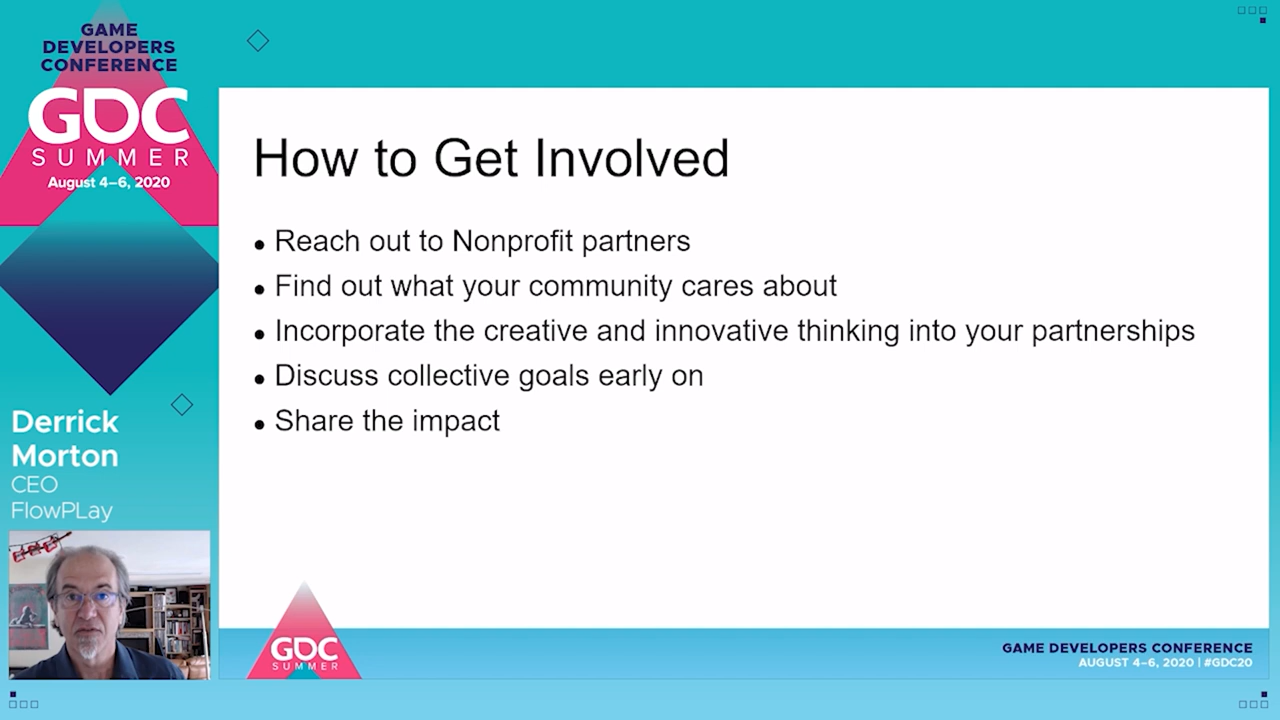 GAME
DEVELOPERS
CONFERENCE
GDC
SUMMER
August 4–6, 2020
Derrick
Morton
CEO
FlowPLay
How to Get Involved
● Reach out to Nonprofit partners
● Find out what your community cares about
● Incorporate the creative and innovative thinking into your partnerships
● Discuss collective goals early on
● Share the impact
GDC
SUMMER
GAME DEVELOPERS CONFERENCE
AUGUST 4–6, 2020 | #GDC20